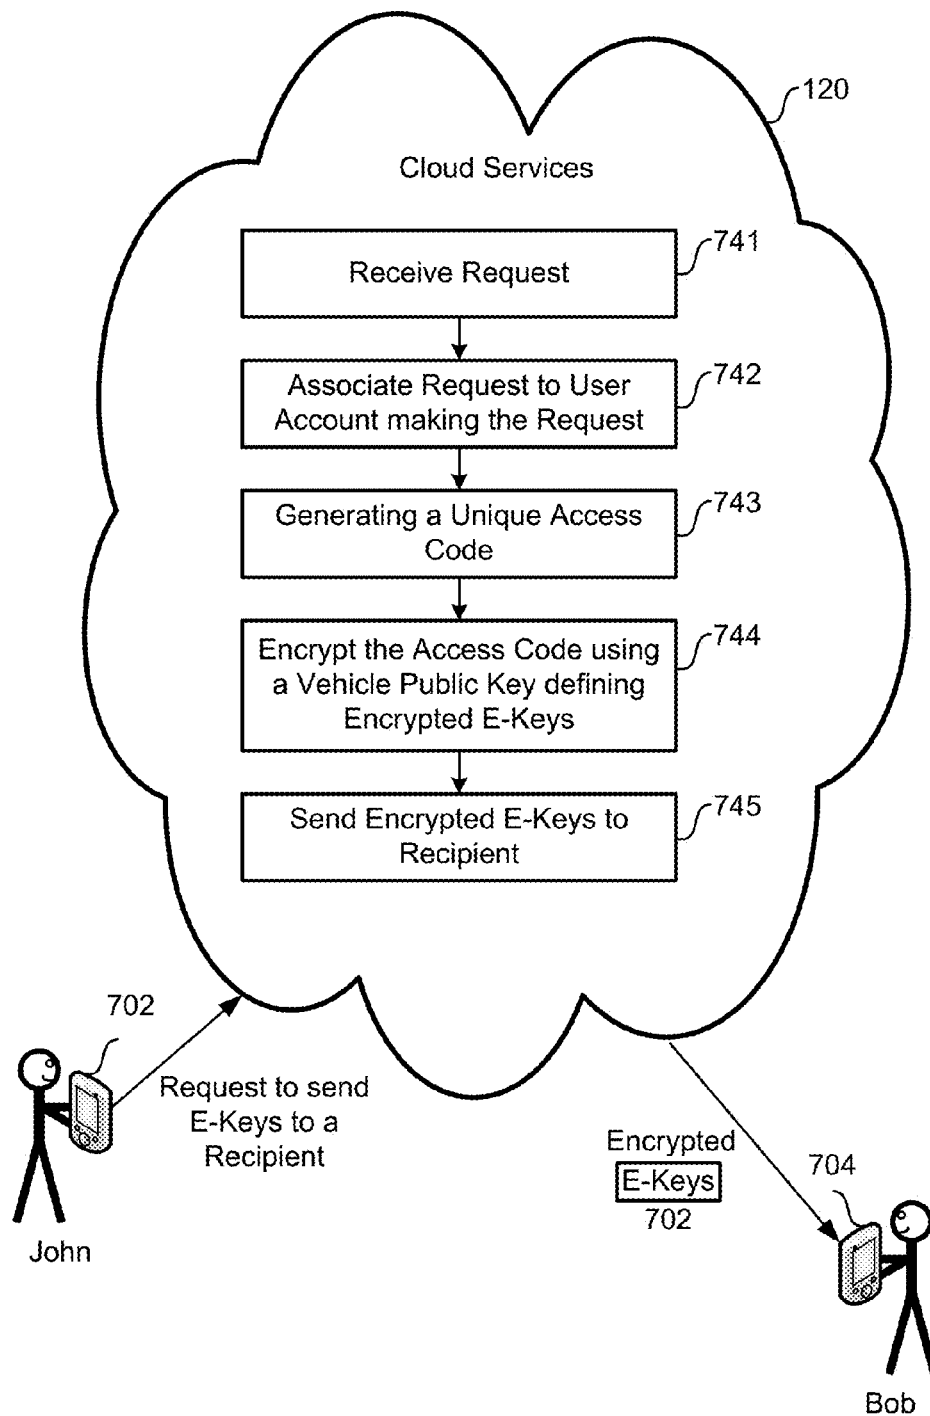 120
Cloud Services
741
Receive Request
742
Associate Request to User
Account making the Request
743
Generating a Unique Access
Code
744
Encrypt the Access Code using
a Vehicle Public Key defining
Encrypted E-Keys
745
Send Encrypted E-Keys to
Recipient
702
Request to send
E-Keys to a
Recipient
John
Encrypted
E-Keys
702
704
Bob